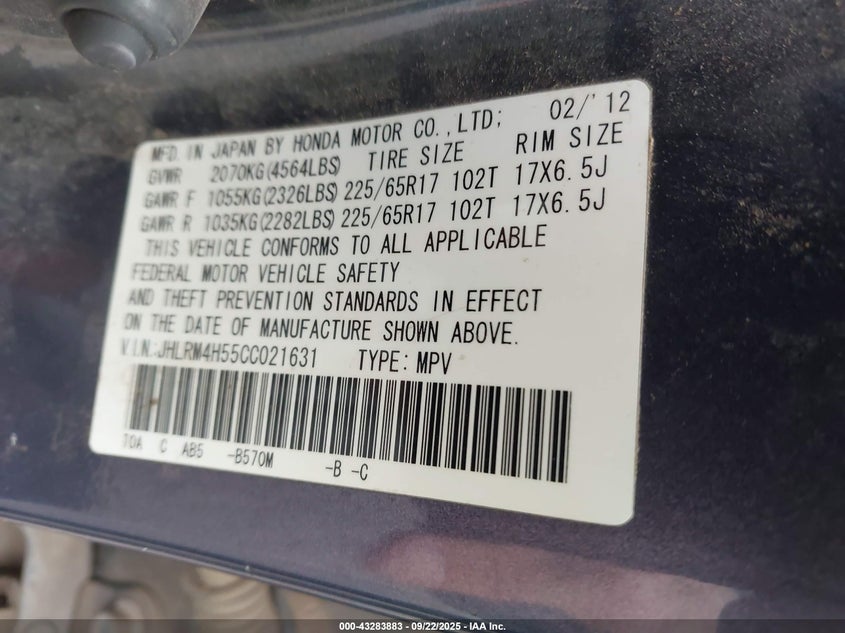 MFD. IN JAPAN BY HONDA MOTOR CO., LTD; 02/'12
GVWR 2070KG(4564LBS) TIRE SIZE RIM SIZE
GAWR F 1055KG(2326LBS) 225/65R17 102T 17X6.5J
GAWR R 1035KG(2282LBS) 225/65R17 102T 17X6.5J
THIS VEHICLE CONFORMS TO ALL APPLICABLE
FEDERAL MOTOR VEHICLE SAFETY
AND THEFT PREVENTION STANDARDS IN EFFECT
ON THE DATE OF MANUFACTURE SHOWN ABOVE.
V.I.N.:JHLRM4H55CC021631 TYPE: MPV
T0A C AB5 -B570M -B -C
000-43283883 - 09/22/2025 - IAA Inc.